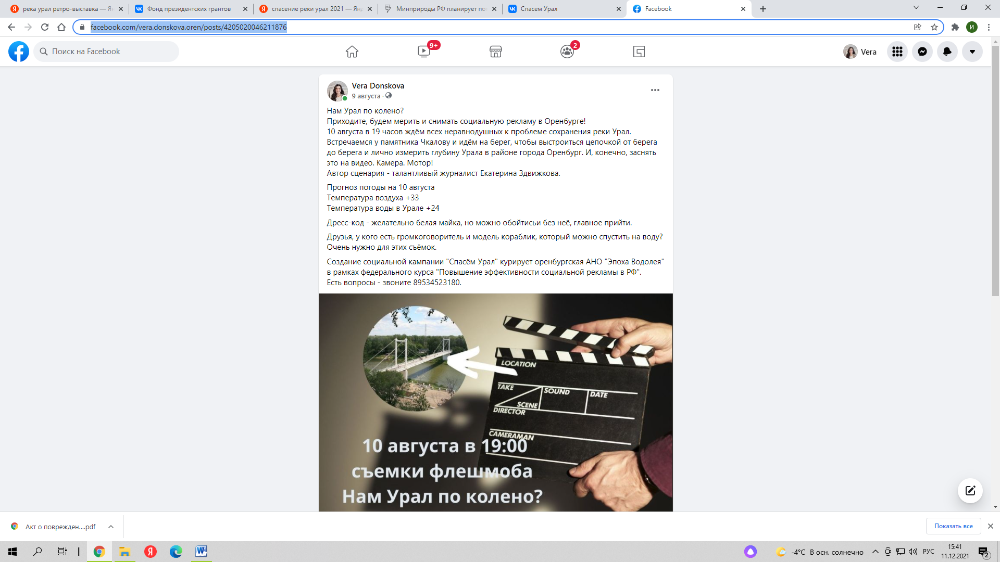 река урал ретро-выставка — Ян
Фонд президентских грантов
спасение реки урал 2021 — Янд
Минприроды РФ планирует пот
Спасем Урал
Facebook
facebook.com/vera.donskova.oren/posts/4205020046211876
И
Поиск на Facebook
9+
2
Vera
Vera Donskova
9 августа ·
Нам Урал по колено?
Приходите, будем мерить и снимать социальную рекламу в Оренбурге!
10 августа в 19 часов ждём всех неравнодушных к проблеме сохранения реки Урал.
Встречаемся у памятника Чкалову и идём на берег, чтобы выстроиться цепочкой от берега
до берега и лично измерить глубину Урала в районе города Оренбург. И, конечно, заснять
это на видео. Камера. Мотор!
Автор сценария - талантливый журналист Екатерина Здвижкова.
Прогноз погоды на 10 августа
Температура воздуха +33
Температура воды в Урале +24
Дресс-код - желательно белая майка, но можно обойтисьи без неё, главное прийти.
Друзья, у кого есть громкоговоритель и модель кораблик, который можно спустить на воду?
Очень нужно для этих съёмок.
Создание социальной кампании "Спасём Урал" курирует оренбургская АНО "Эпоха Водолея"
в рамках федерального курса "Повышение эффективности социальной рекламы в РФ".
Есть вопросы - звоните 89534523180.
LOCATION
TAKE
SOUND
DATE
SCENE
DIRECTOR
CAMERAMAN
10 августа в 19:00
съемки флешмоба
Нам Урал по колено?
Акт о поврежден....pdf
Показать все
-4°C В осн. солнечно
РУС
15:41
11.12.2021
2